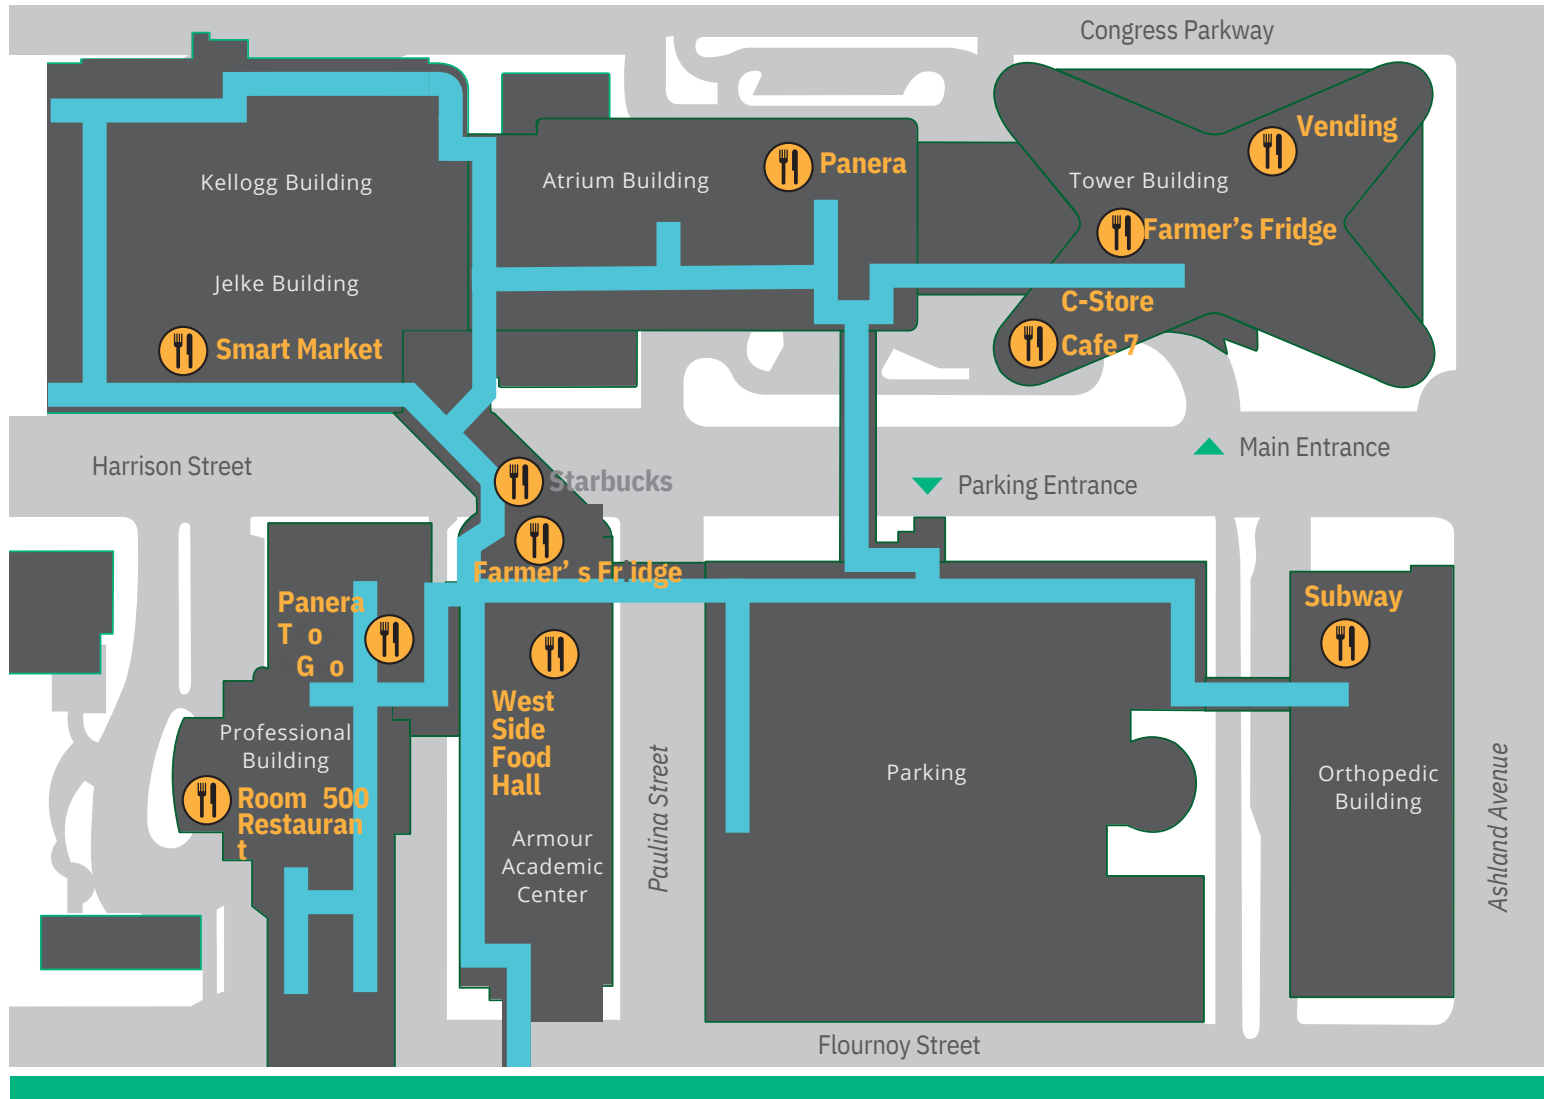 Congress Parkway
Vending
Kellogg Building
Atrium Building
Panera
Tower Building
Farmer’s Fridge
Jelke Building
C-Store
Smart Market
Cafe 7
Harrison Street
Starbucks
Main Entrance
Parking Entrance
Farmer’ s Fr idge
Panera
T o
G o
Subway
West
Side
Food
Hall
Professional
Building
Room 500
Restauran
t
Armour
Academic
Center
Paulina Street
Parking
Orthopedic
Building
Ashland Avenue
Flournoy Street